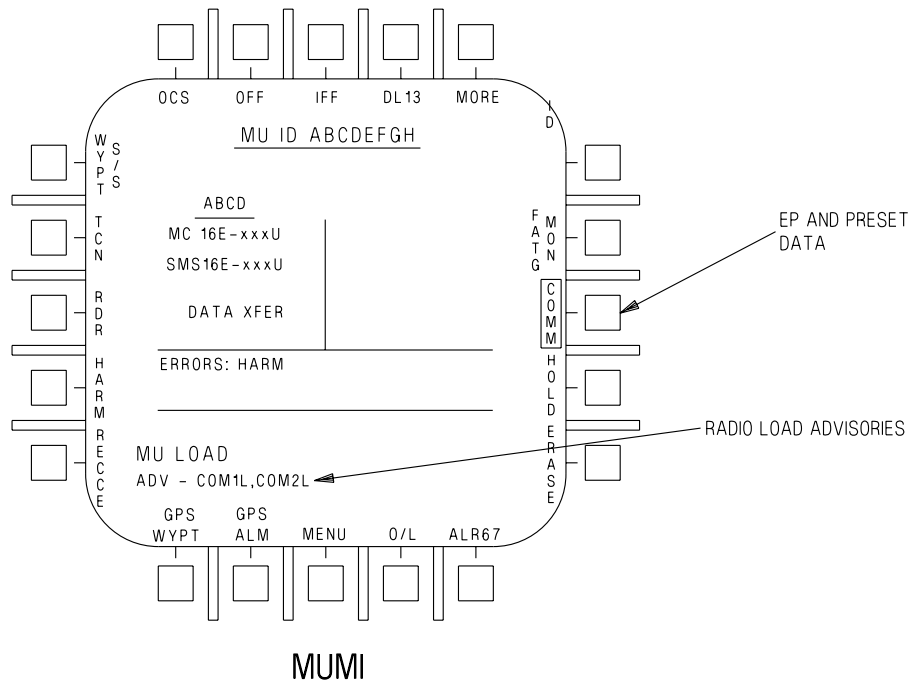 OCS OFF IFF DL13 MORE
MU ID ABCDEFGH
ID
WYPT S/S
TCN
RDR
HARM
RECCE
ABCD
MC 16E-xxxU
SMS16E-xxxU
DATA XFER
ERRORS: HARM
MU LOAD
ADV - COM1L,COM2L
MON FATG
COMM
HOLD
ERASE
EP AND PRESET
DATA
RADIO LOAD ADVISORIES
GPS GPS
WYPT ALM MENU O/L ALR67
MUMI